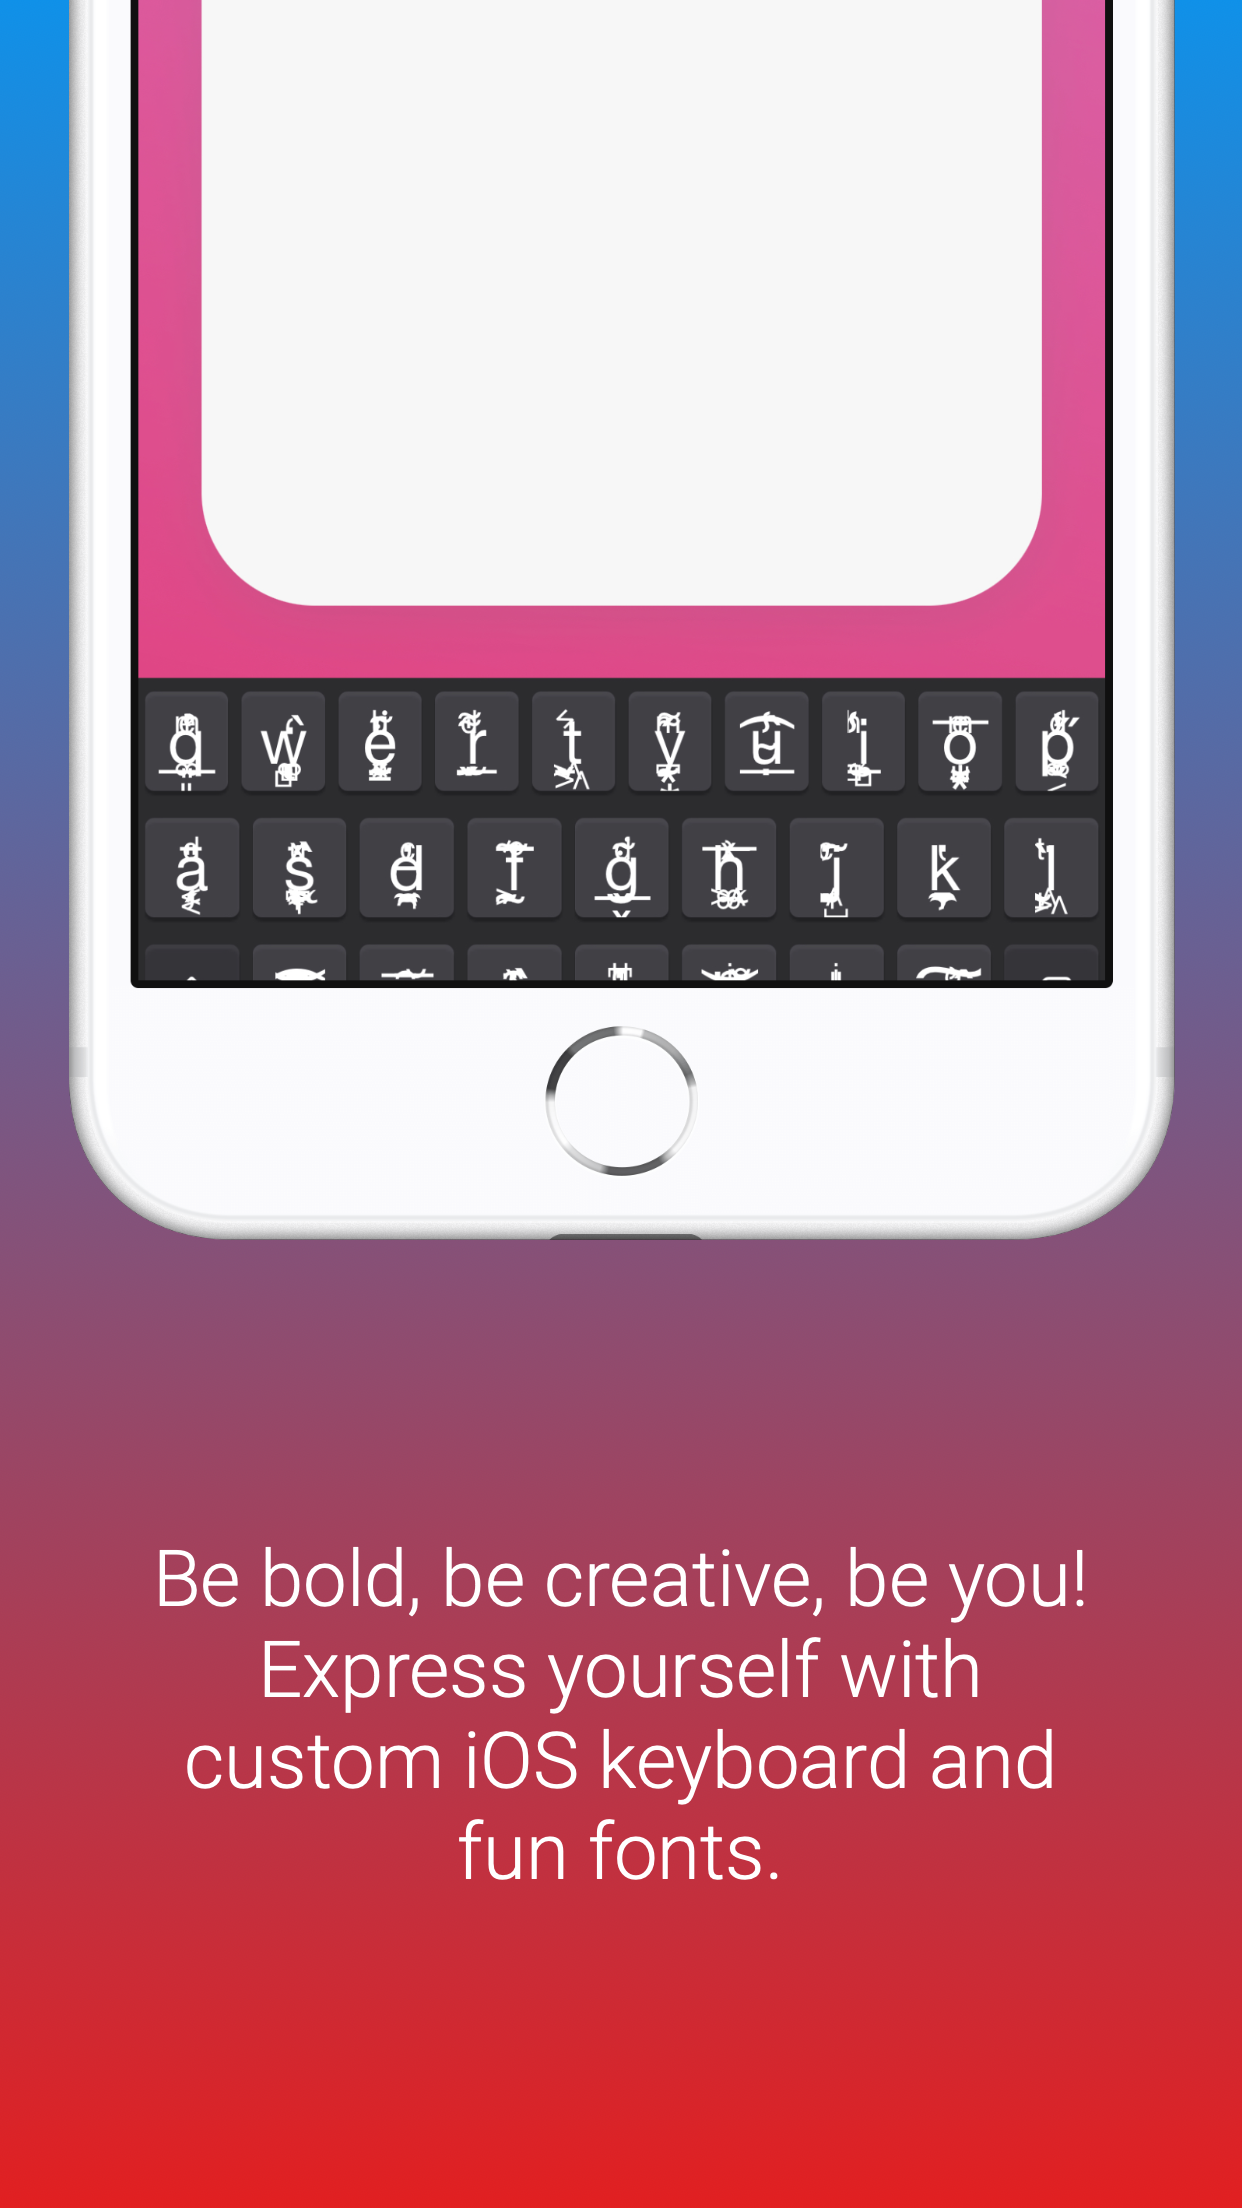 q w e r t y u i o p
a s d f g h j k l
Be bold, be creative, be you!
Express yourself with
custom iOS keyboard and
fun fonts.